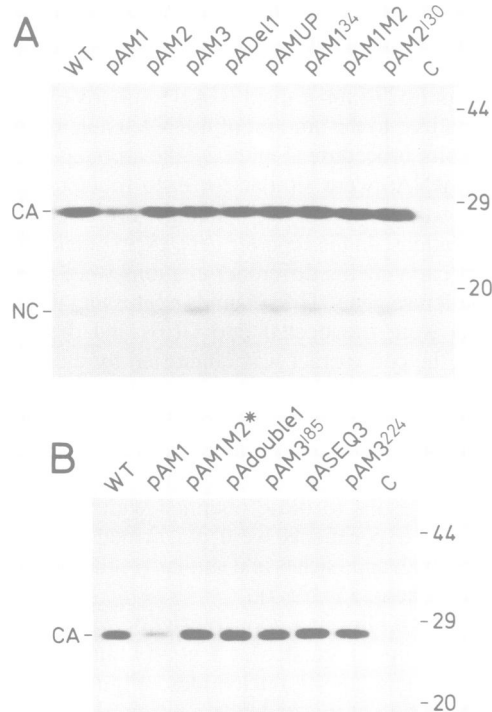 A
WT pAM1 pAM2 pAM3 pADel1 pAMUP pAM1³⁴ pAM1M2 pAM2¹³⁰ C
-44
CA- -29
-20
NC-
B
WT pAM1 pAM1M2* pAdouble1 pAM3¹⁸⁵ pASEQ3 pAM3²²⁴ C
-44
CA- -29
-20